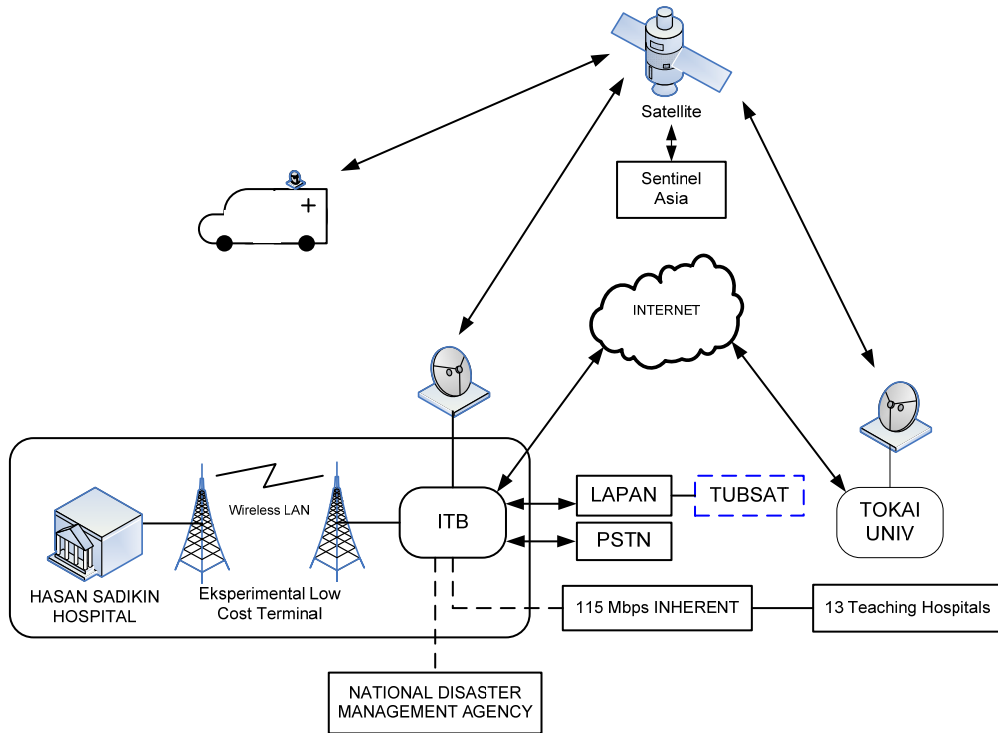 Satellite
Sentinel
Asia
INTERNET
Wireless LAN
ITB
LAPAN
TUBSAT
PSTN
TOKAI
UNIV
HASAN SADIKIN
HOSPITAL
Eksperimental Low
Cost Terminal
115 Mbps INHERENT
13 Teaching Hospitals
NATIONAL DISASTER
MANAGEMENT AGENCY